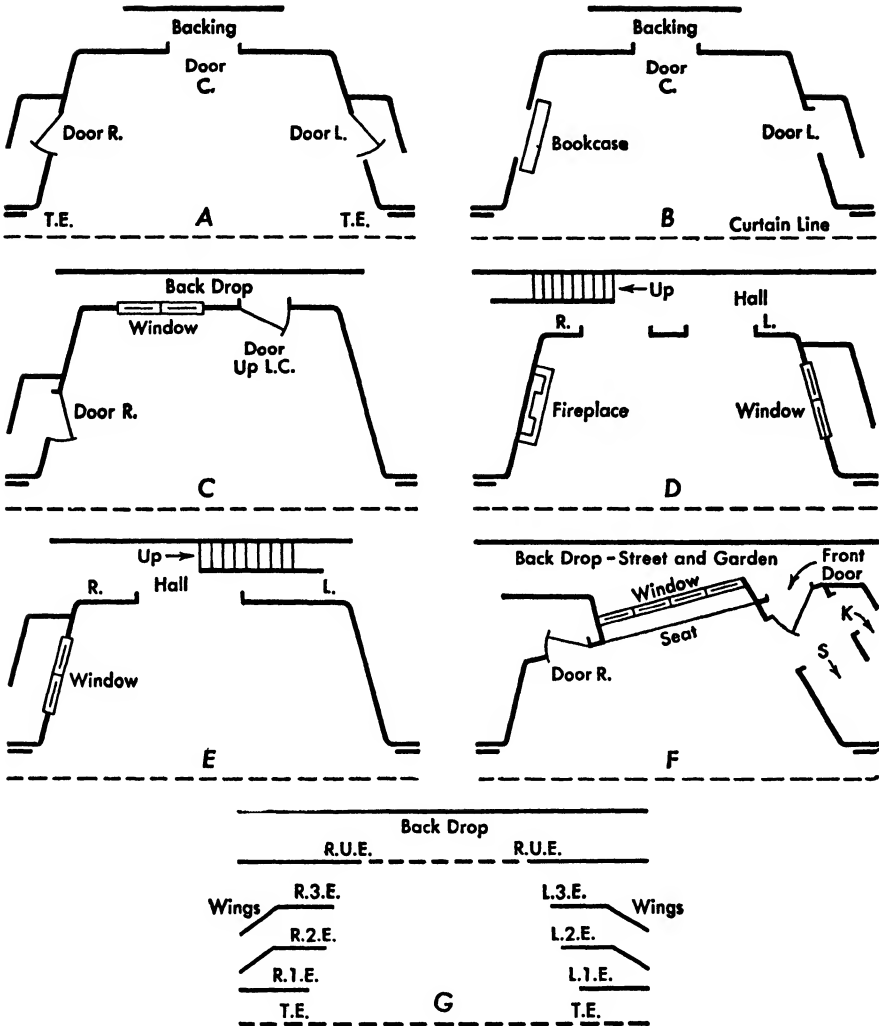 Backing
Door
C.
Door R.
Door L.
T.E.
A
T.E.
Backing
Door
C.
Bookcase
Door L.
B
Curtain Line
Back Drop
Window
Door
Up L.C.
Door R.
C
Up
Hall
R.
L.
Fireplace
Window
D
Up
Hall
R.
L.
Window
E
Back Drop – Street and Garden
Front
Door
Window
Seat
K
S
Door R.
F
Back Drop
R.U.E.
R.U.E.
R.3.E.
L.3.E.
Wings
Wings
R.2.E.
L.2.E.
R.1.E.
L.1.E.
T.E.
G
T.E.